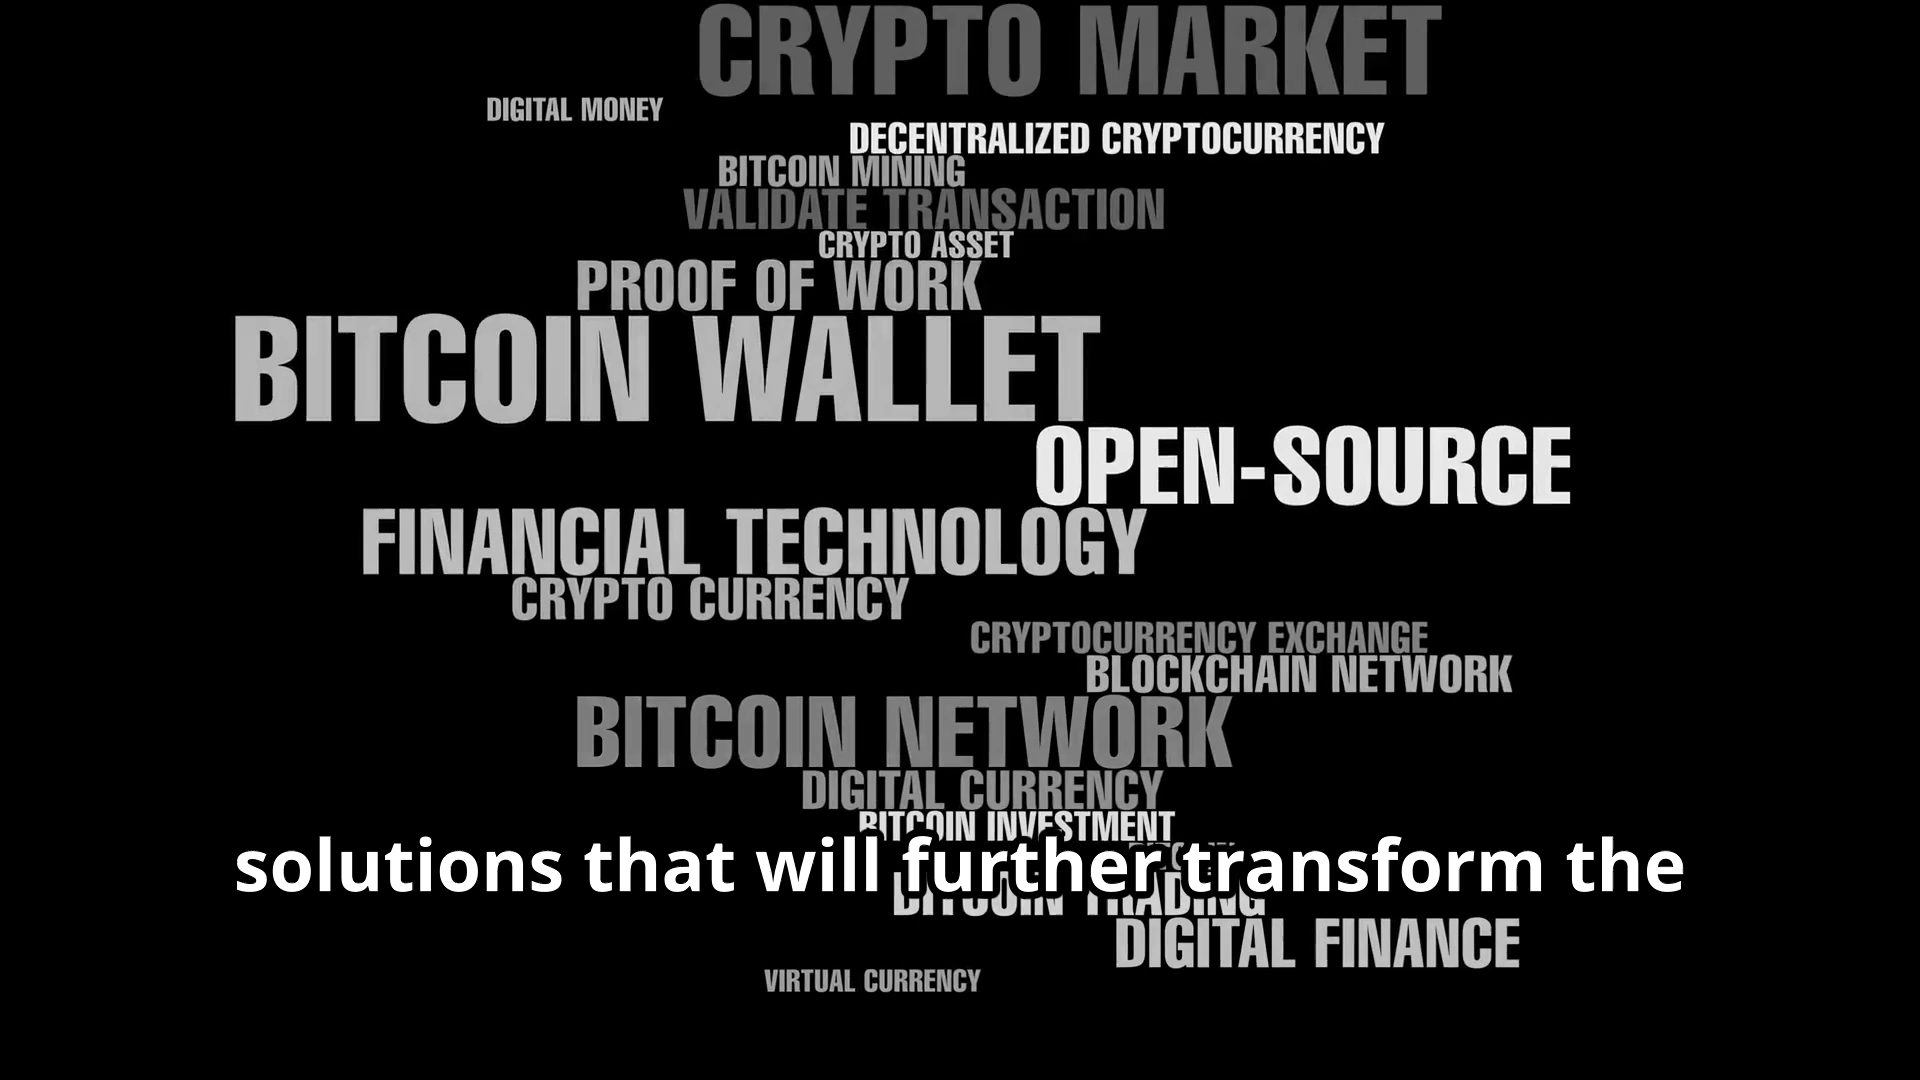 CRYPTO MARKET
DIGITAL MONEY
DECENTRALIZED CRYPTOCURRENCY
BITCOIN MINING
VALIDATE TRANSACTION
CRYPTO ASSET
PROOF OF WORK
BITCOIN WALLET
OPEN-SOURCE
FINANCIAL TECHNOLOGY
CRYPTO CURRENCY
CRYPTOCURRENCY EXCHANGE
BLOCKCHAIN NETWORK
BITCOIN NETWORK
DIGITAL CURRENCY
BITCOIN INVESTMENT
solutions that will further transform the
BITCOIN TRADING
DIGITAL FINANCE
VIRTUAL CURRENCY